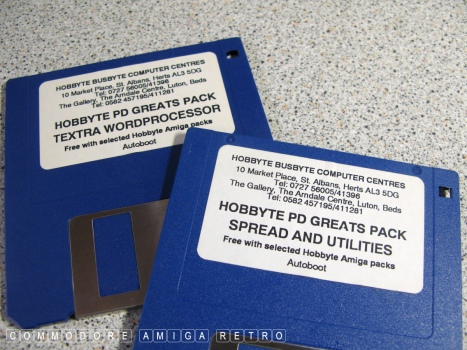 HOBBYTE BUSBYTE COMPUTER CENTRES
10 Market Place, St. Albans, Herts AL3 5DG
Tel: 0727 56005/41396
The Gallery, The Arndale Centre, Luton, Beds
Tel: 0582 457195/411281
HOBBYTE PD GREATS PACK
TEXTRA WORDPROCESSOR
Free with selected Hobbyte Amiga packs
Autoboot
HOBBYTE BUSBYTE COMPUTER CENTRES
10 Market Place, St. Albans, Herts AL3 5DG
Tel: 0727 56005/41396
The Gallery, The Arndale Centre, Luton, Beds
Tel: 0582 457195/411281
HOBBYTE PD GREATS PACK
SPREAD AND UTILITIES
Free with selected Hobbyte Amiga packs
Autoboot
COMMODORE AMIGA RETRO